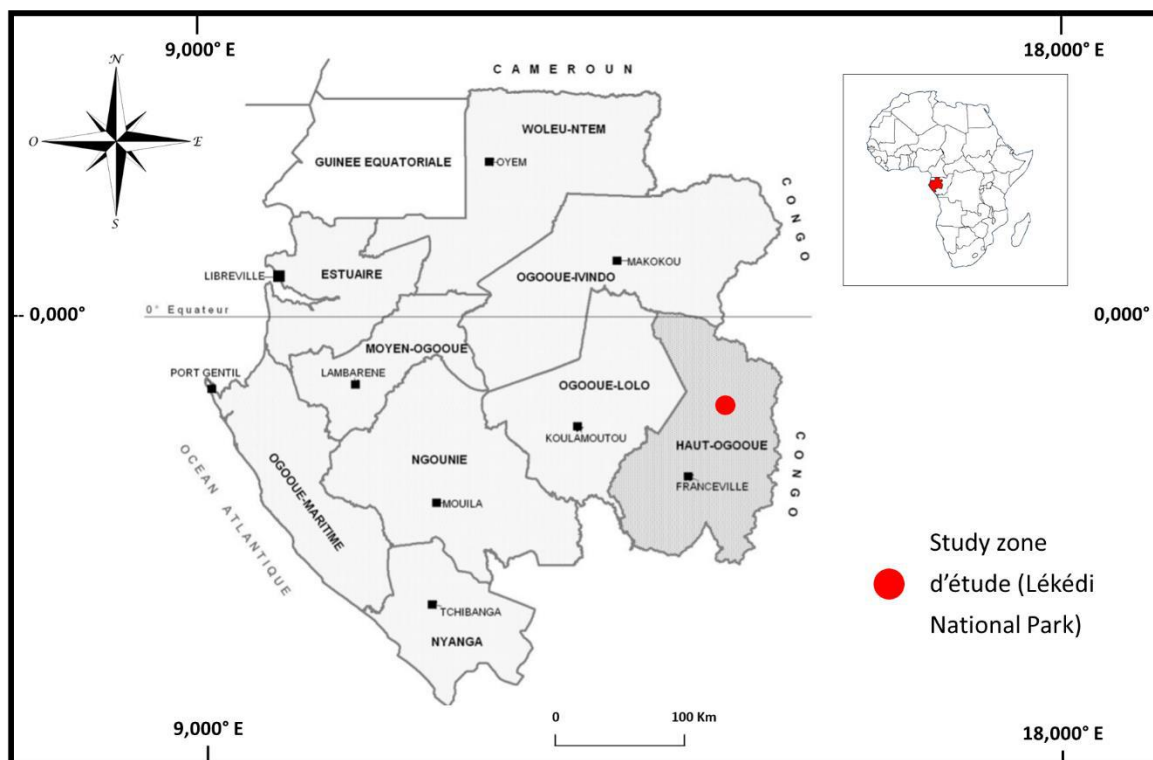 9,000° E
18,000° E
N
O
E
S
CAMEROUN
WOLEU-NTEM
OYEM
GUINEE EQUATORIALE
CONGO
ESTUAIRE
LIBREVILLE
OGOOUE-IVINDO
MAKOKOU
0° Equateur
-- 0,000°
0,000°
MOYEN-OGOOUE
PORT GENTIL
LAMBARENE
OGOOUE-LOLO
KOULAMOUTOU
HAUT-OGOOUE
FRANCEVILLE
CONGO
NGOUNIE
MOUILA
OGOOUE-MARITIME
OCEAN ATLANTIQUE
TCHIBANGA
NYANGA
Study zone
d’étude (Lékédi
National Park)
0 100 Km
9,000° E
18,000° E